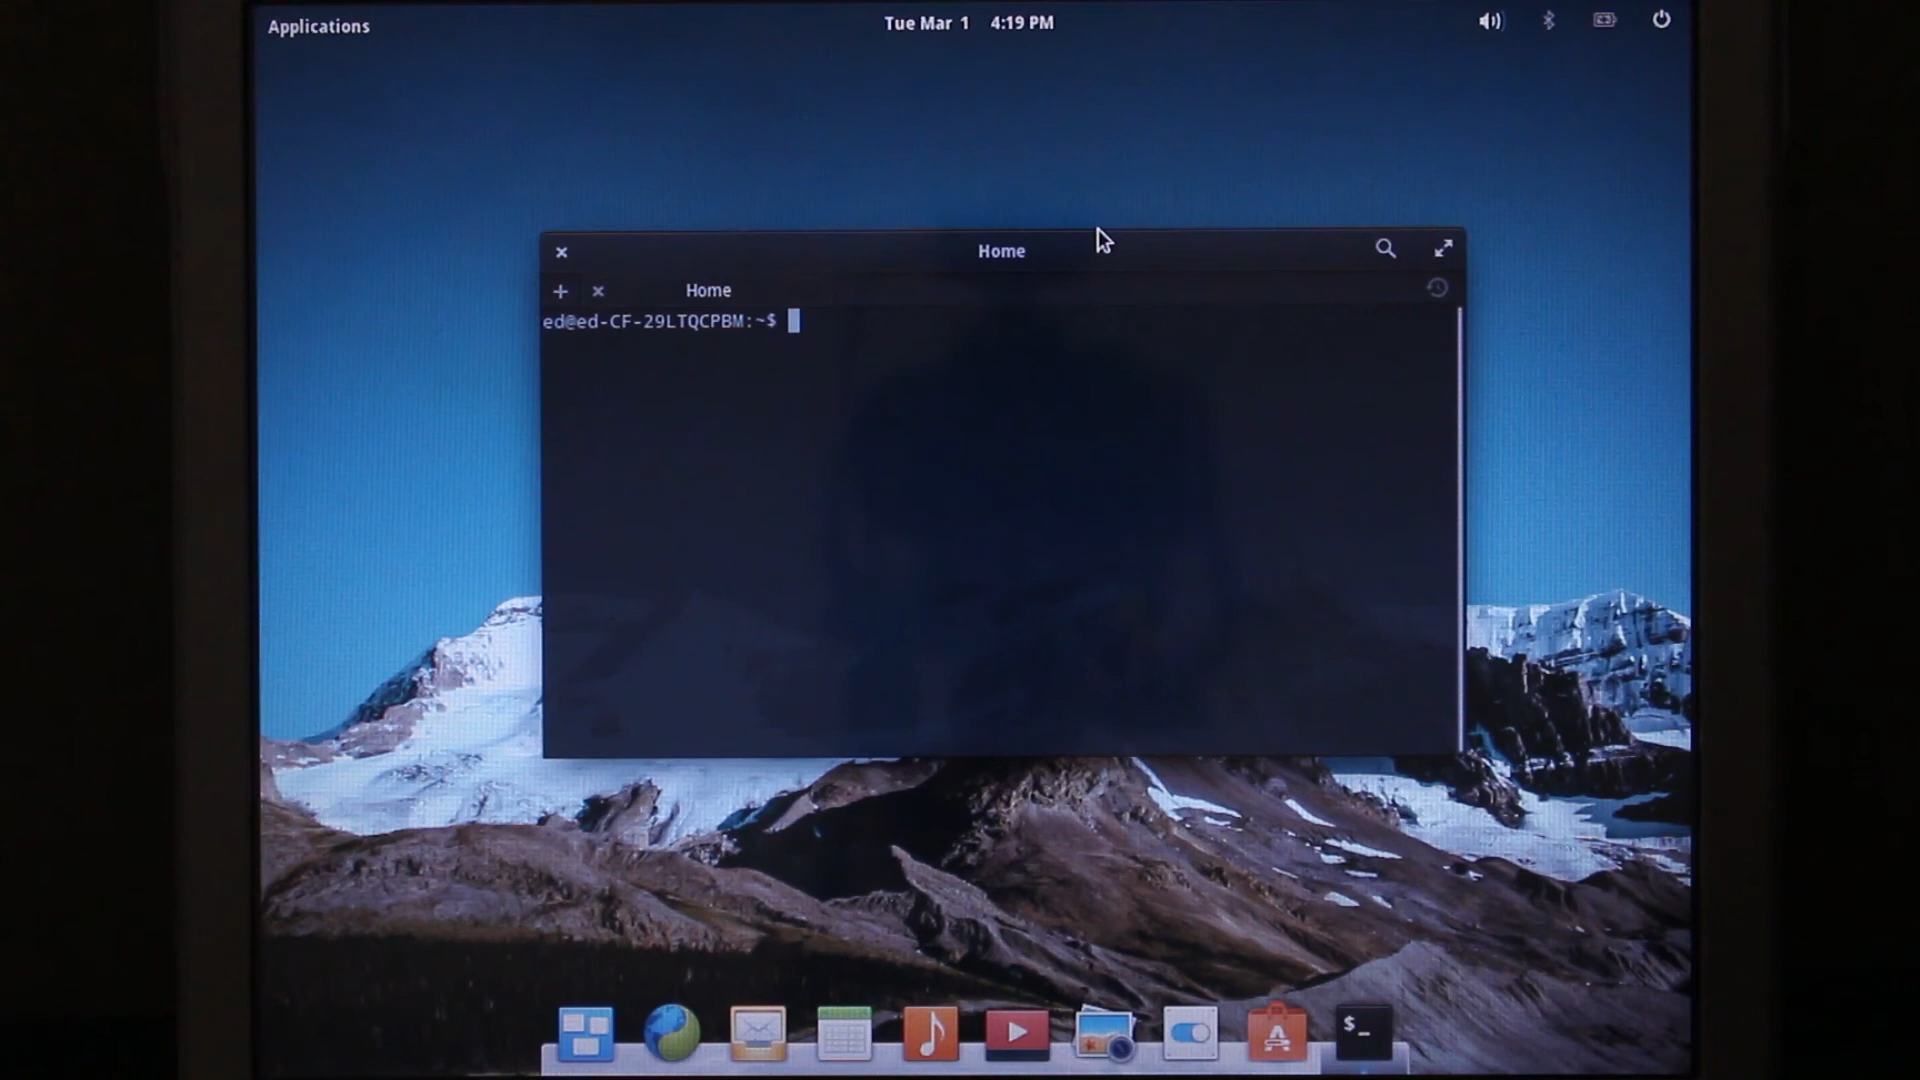 Applications
Tue Mar 1 4:19 PM
Home
Home
ed@ed-CF-29LTQCPBM:~$
$_